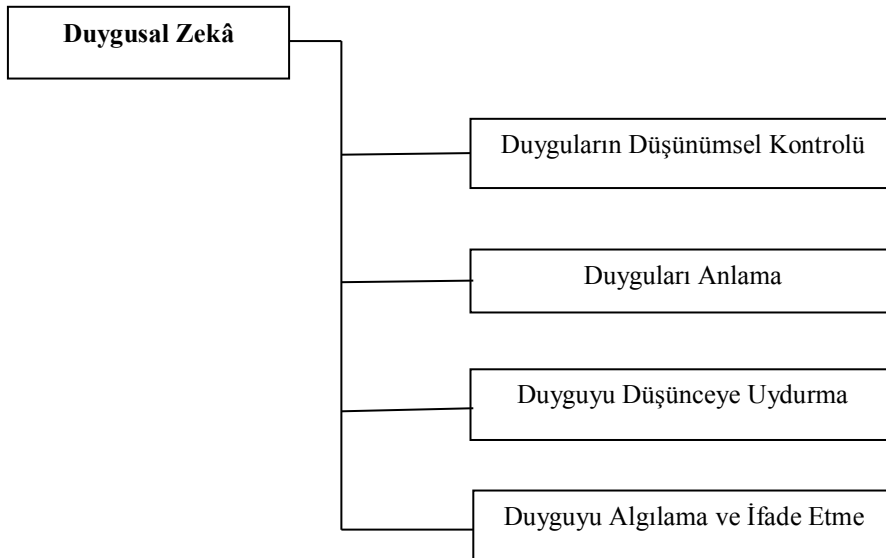 Duygusal Zekâ
Duyguların Düşünümsel Kontrolü
Duyguları Anlama
Duyguyu Düşünceye Uydurma
Duyguyu Algılama ve İfade Etme